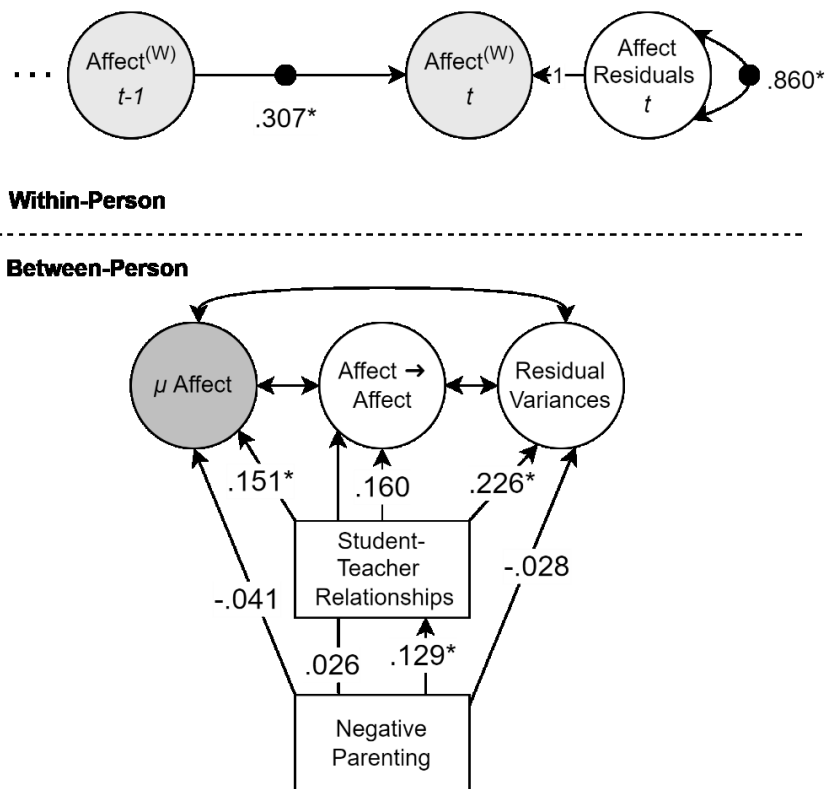 Affect(W)
t-1
Affect(W)
t
Affect
Residuals
t
...
1
.307*
.860*
Within-Person
Between-Person
μ Affect
Affect →
Affect
Residual
Variances
.151*
.160
.226*
Student-
Teacher
Relationships
-.041
-.028
.026
.129*
Negative
Parenting